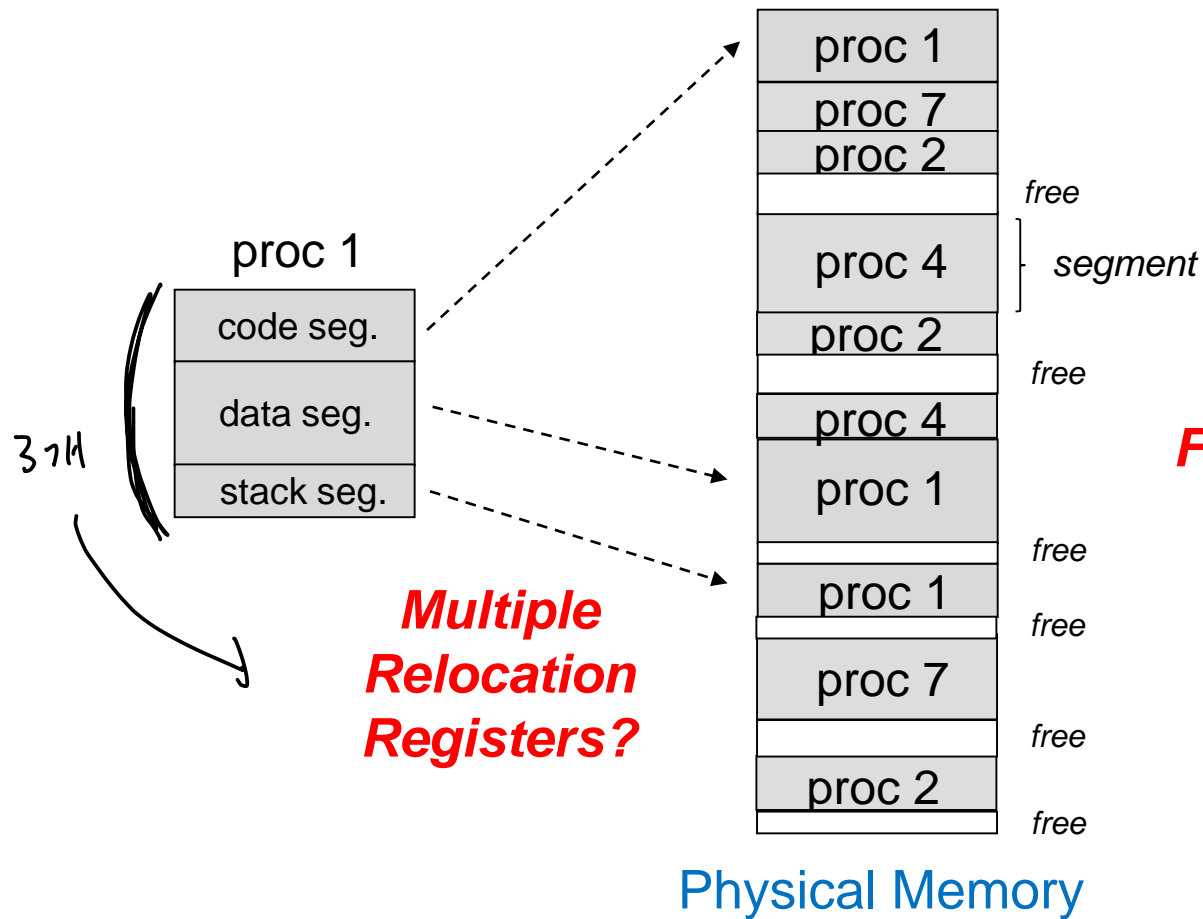 proc 1
proc 7
proc 2
free
proc 4
segment
proc 2
free
proc 4
proc 1
free
proc 1
free
proc 7
free
proc 2
free
Physical Memory
proc 1
code seg.
data seg.
stack seg.
3개
Multiple
Relocation
Registers?
F